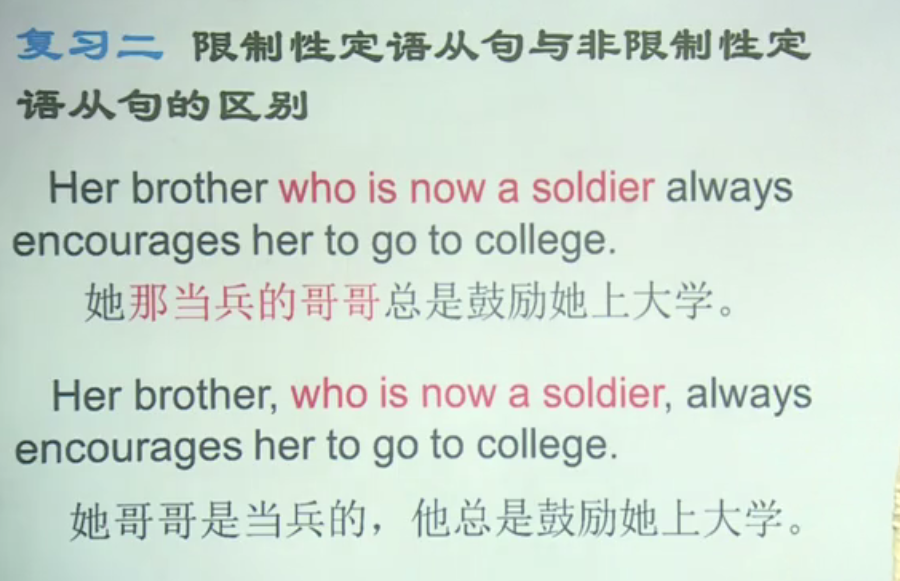 复习二 限制性定语从句与非限制性定
语从句的区别
Her brother who is now a soldier always
encourages her to go to college.
她那当兵的哥哥总是鼓励她上大学。
Her brother, who is now a soldier, always
encourages her to go to college.
她哥哥是当兵的，他总是鼓励她上大学。